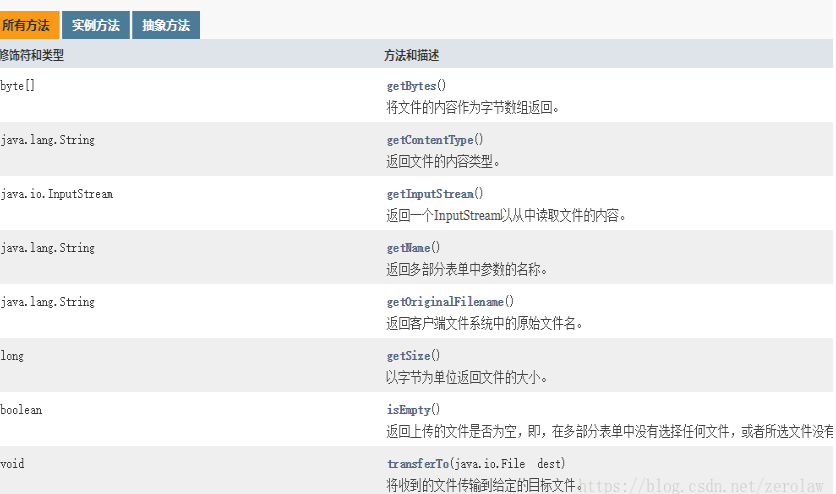 所有方法 实例方法 抽象方法
修饰符和类型 方法和描述
byte[] getBytes()
将文件的内容作为字节数组返回。
java.lang.String getContentType()
返回文件的内容类型。
java.io.InputStream getInputStream()
返回一个InputStream以从中读取文件的内容。
java.lang.String getName()
返回多部分表单中参数的名称。
java.lang.String getOriginalFilename()
返回客户端文件系统中的原始文件名。
long getSize()
以字节为单位返回文件的大小。
boolean isEmpty()
返回上传的文件是否为空，即，在多部分表单中没有选择任何文件，或者所选文件没有
void transferTo(java.io.File dest)
将收到的文件传输到给定的目标文件。
https://blog.csdn.net/zerolaw